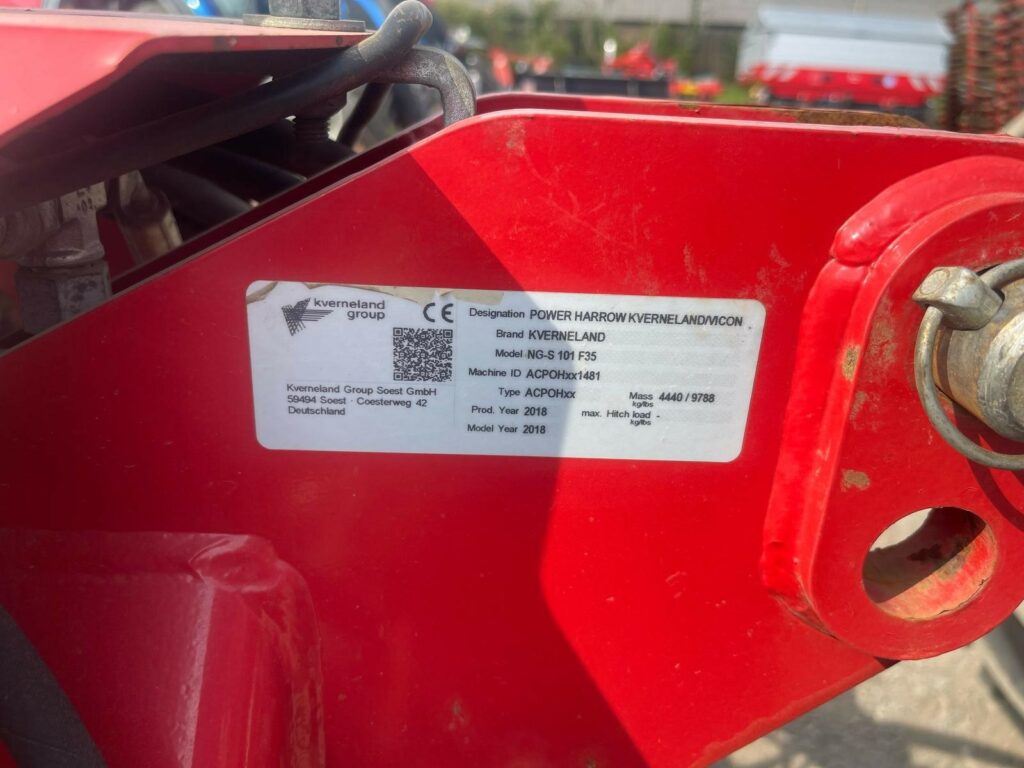 kverneland
group
CE
Kverneland Group Soest GmbH
59494 Soest · Coesterweg 42
Deutschland
Designation POWER HARROW KVERNELAND/VICON
Brand KVERNELAND
Model NG-S 101 F35
Machine ID ACPOHxx1481
Type ACPOHxx Mass 4440 / 9788
kg/lbs
Prod. Year 2018 max. Hitch load -
kg/lbs
Model Year 2018